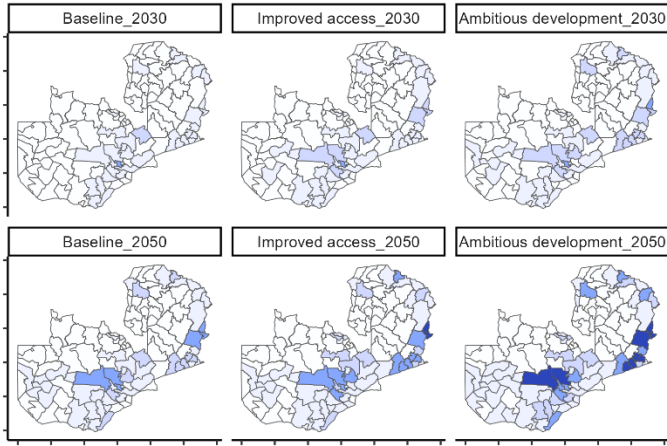 Baseline_2030
Improved access_2030
Ambitious development_2030
Baseline_2050
Improved access_2050
Ambitious development_2050